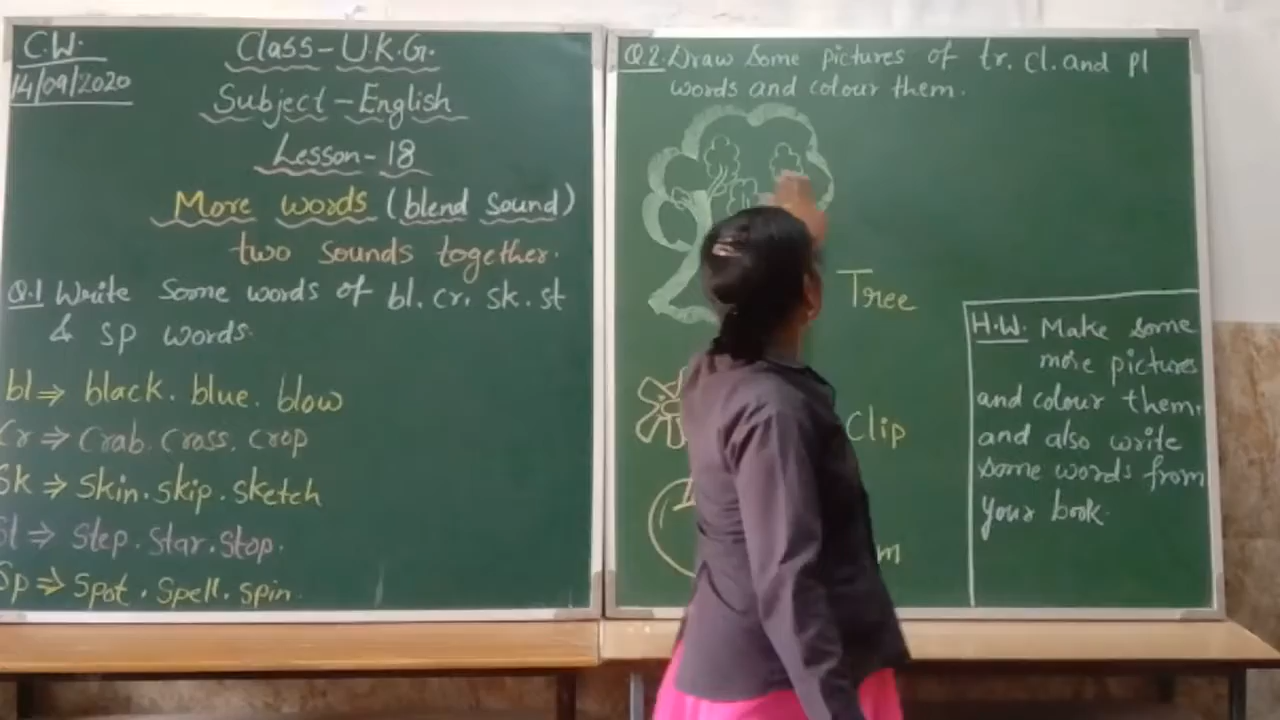 C.W.
14/09/2020
Class-U.K.G.
Subject-English
Lesson-18
More words (blend sound)
two sounds together.
Q.1 Write some words of bl. cr. sk. st
& sp words.
bl⇒ black. blue. blow
Cr⇒ Crab. Cross. crop
Sk⇒ Skin. skip. sketch
St⇒ Step. Star. Stop.
Sp⇒ Spot. Spell. spin
Q.2 Draw some pictures of tr. cl. and pl
words and colour them.
Tree
Clip
H.W. Make some
more pictures
and colour them.
and also write
some words from
your book.